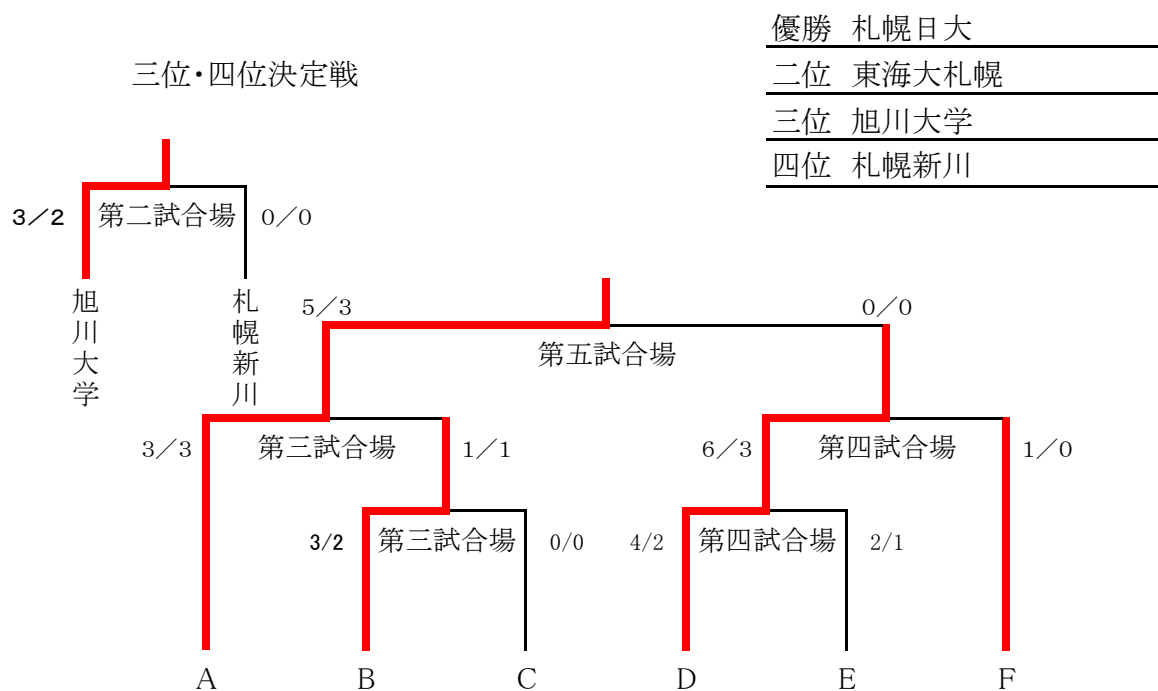 優勝 札幌日大
三位・四位決定戦
二位 東海大札幌
三位 旭川大学
四位 札幌新川
3／2 第二試合場 0／0
旭川大学
札幌新川
5／3 0／0
第五試合場
3／3 第三試合場 1／1 6／3 第四試合場 1／0
3/2 第三試合場 0/0 4/2 第四試合場 2/1
A B C D E F